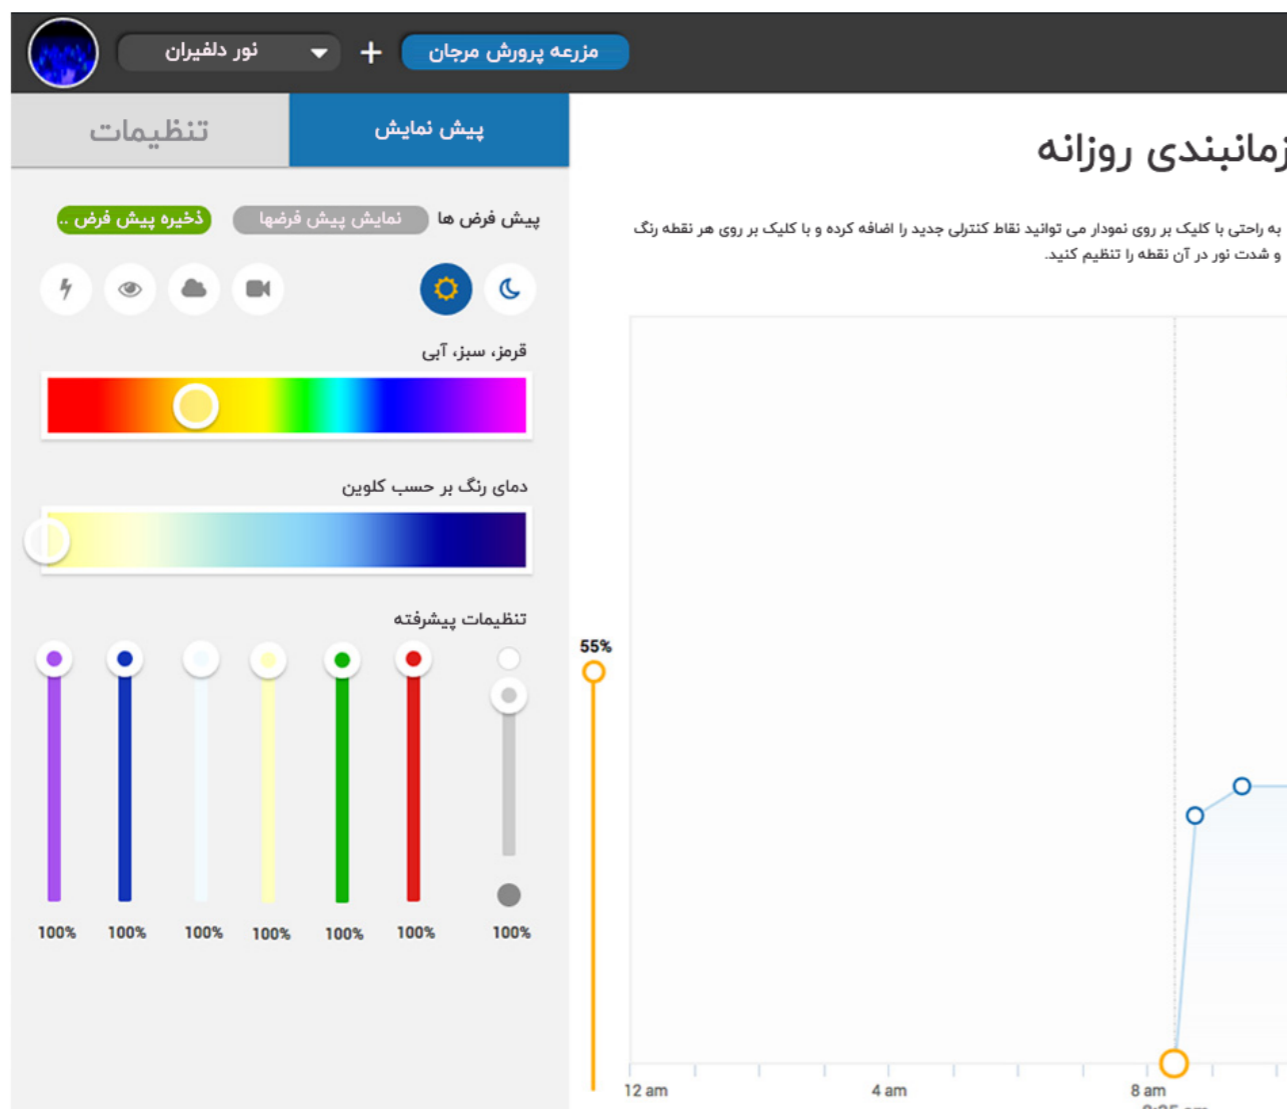 مزرعه پرورش مرجان
نور دلفیران
پیش نمایش
تنظیمات
زمانبندی روزانه
به راحتی با کلیک بر روی نمودار می توانید نقاط کنترلی جدید را اضافه کرده و با کلیک بر روی هر نقطه رنگ
و شدت نور در آن نقطه را تنظیم کنید.
پیش فرض ها
نمایش پیش فرضها
ذخیره پیش فرض ..
قرمز، سبز، آبی
دمای رنگ بر حسب کلوین
تنظیمات پیشرفته
55%
100% 100% 100% 100% 100% 100% 100%
12 am 4 am 8 am